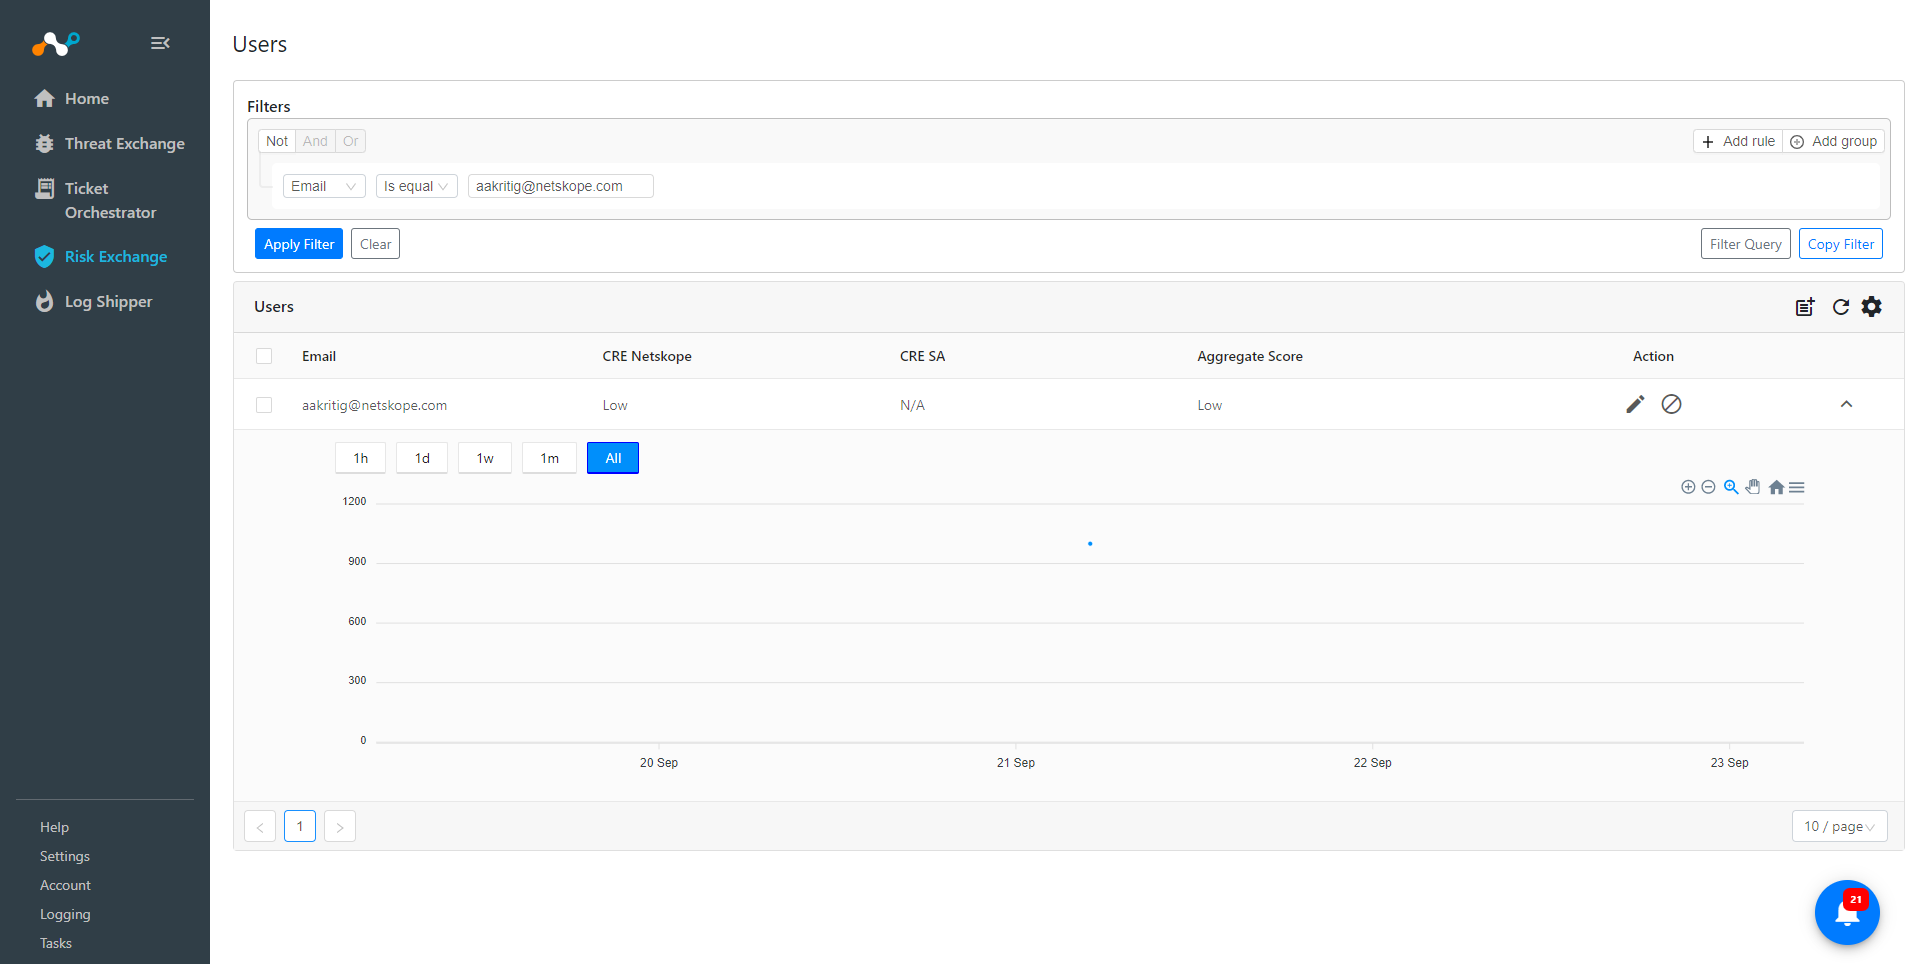 Home
Threat Exchange
Ticket
Orchestrator
Risk Exchange
Log Shipper
Help
Settings
Account
Logging
Tasks
Users
Filters
Not And Or
Add rule Add group
Email Is equal aakritig@netskope.com
Apply Filter Clear Filter Query Copy Filter
Users
Email CRE Netskope CRE SA Aggregate Score Action
aakritig@netskope.com Low N/A Low
1h 1d 1w 1m All
1200
900
600
300
0
20 Sep 21 Sep 22 Sep 23 Sep
< 1 > 10 / page
21